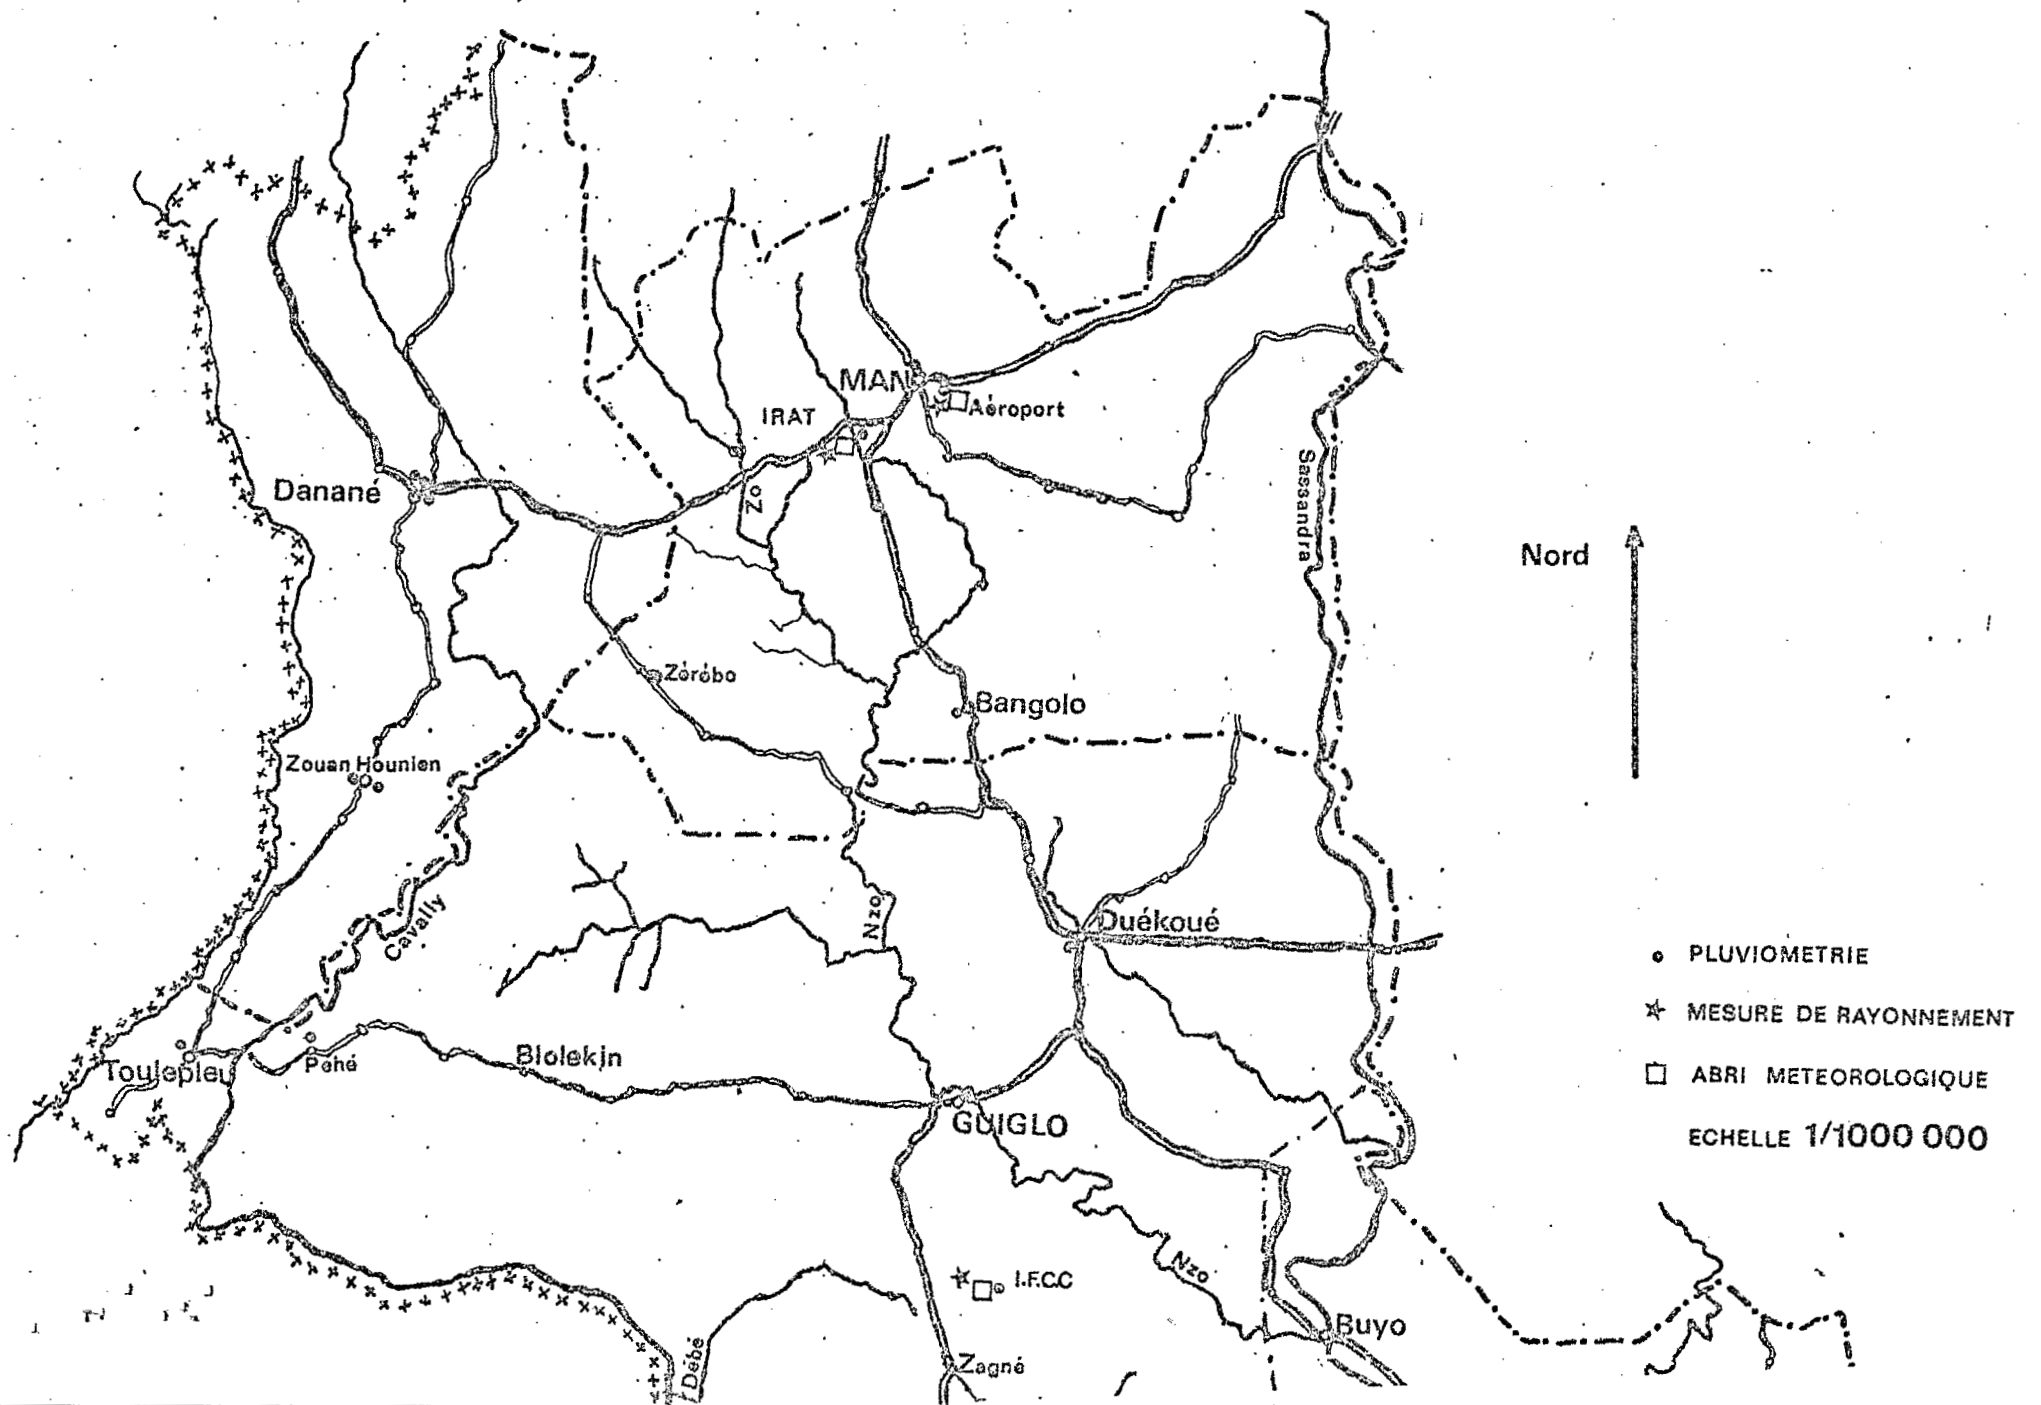 MAN
IRAT
Aéroport
Danané
Zo
Sassandra
Nord
Zérébo
Bangolo
Zouan Hounien
Cavally
Nzo
Duékoué
PLUVIOMETRIE
MESURE DE RAYONNEMENT
Toulepleu
Péhé
Blolekin
ABRI METEOROLOGIQUE
GUIGLO
ECHELLE 1/1000 000
Nzo
I.F.C.C
Buyo
Débé
Zagné